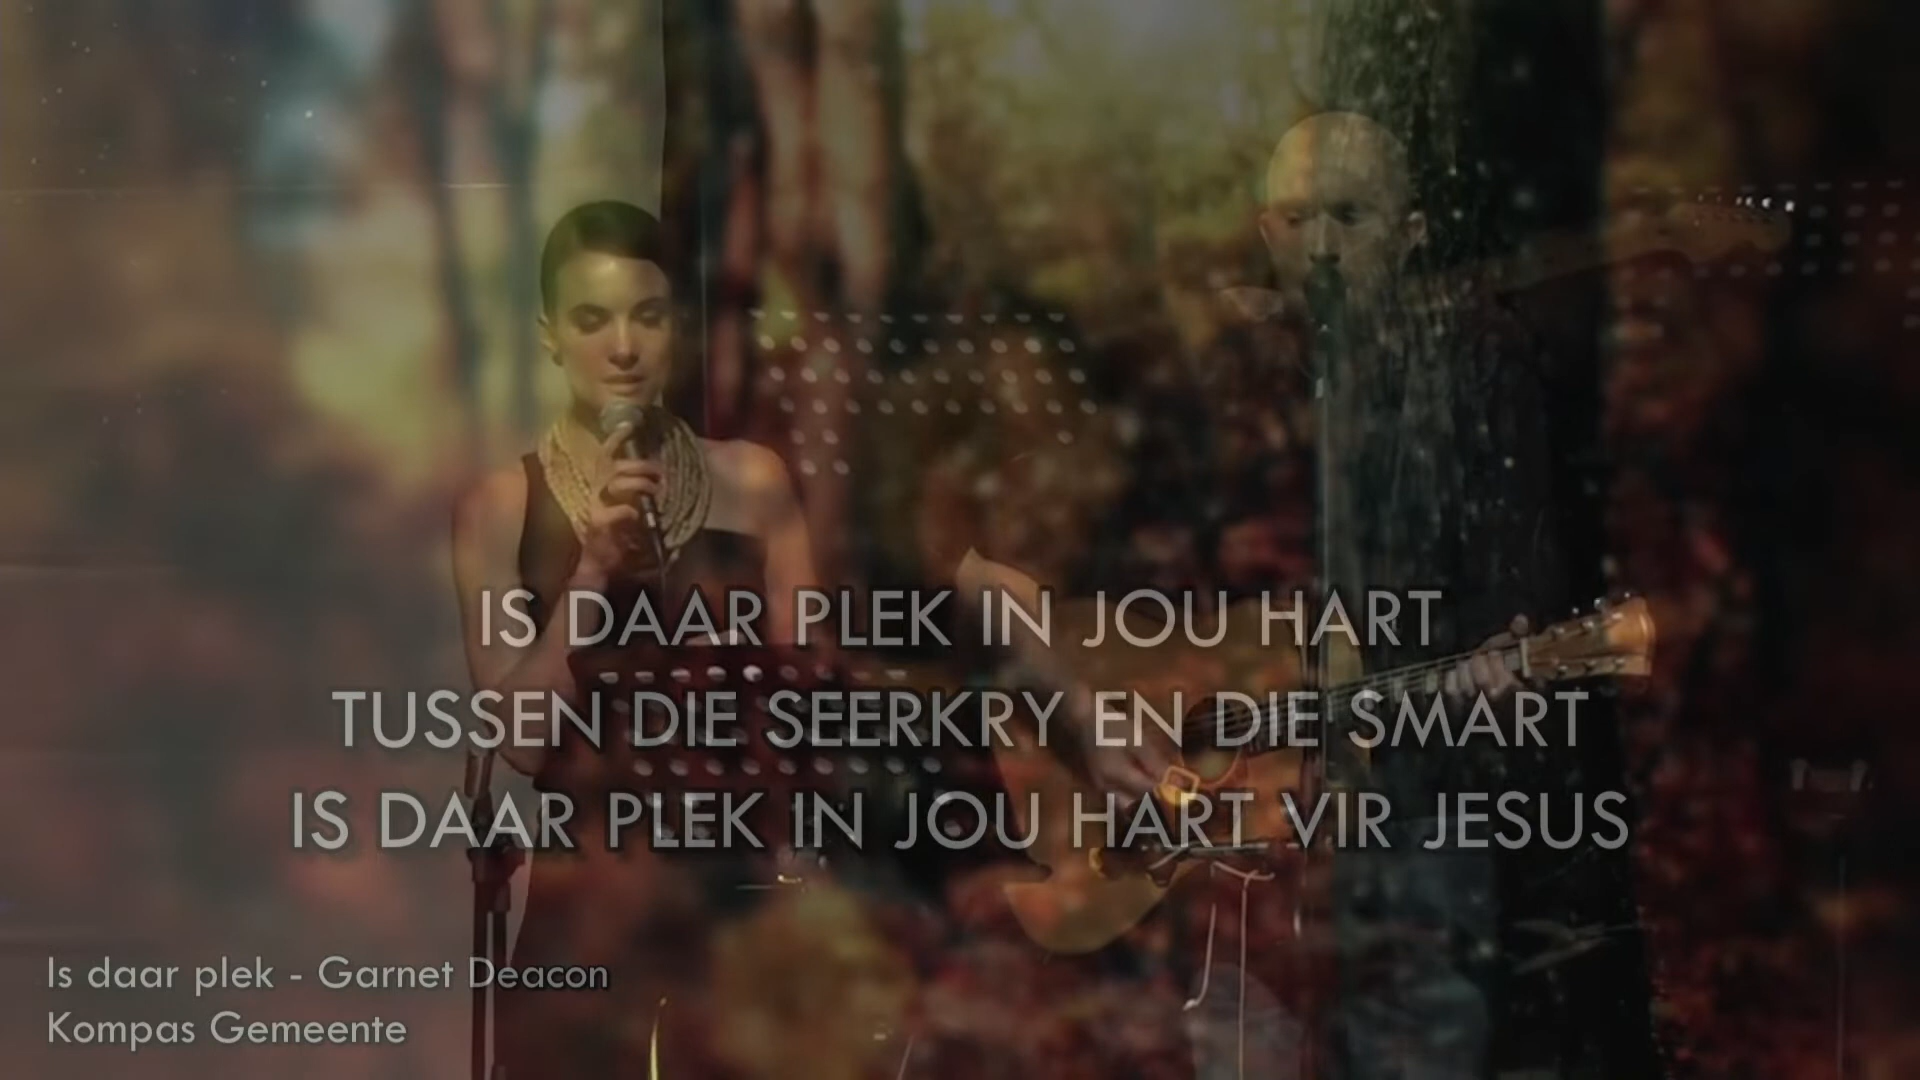 IS DAAR PLEK IN JOU HART
TUSSEN DIE SEERKRY EN DIE SMART
IS DAAR PLEK IN JOU HART VIR JESUS
Is daar plek - Garnet Deacon
Kompas Gemeente